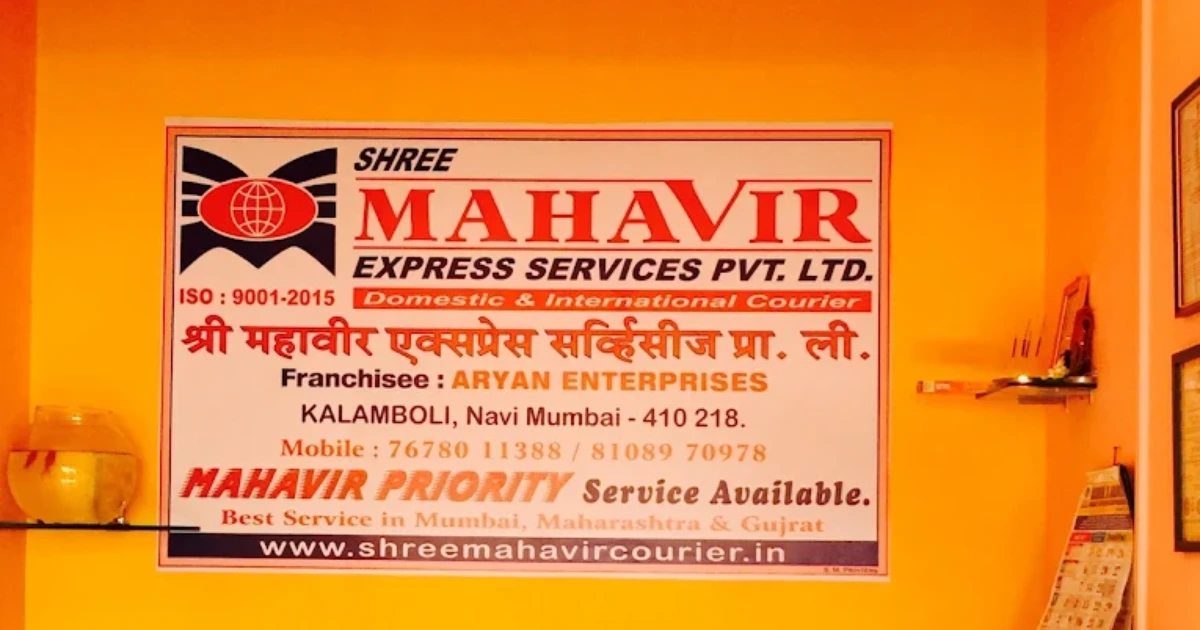 SHREE
MAHAVIR
EXPRESS SERVICES PVT. LTD.
ISO : 9001-2015
Domestic & International Courier
श्री महावीर एक्सप्रेस सर्व्हिसीज प्रा. ली.
Franchisee : ARYAN ENTERPRISES
KALAMBOLI, Navi Mumbai - 410 218.
Mobile : 76780 11388 / 81089 70978
MAHAVIR PRIORITY Service Available.
Best Service in Mumbai, Maharashtra & Gujrat
www.shreemahavircourier.in